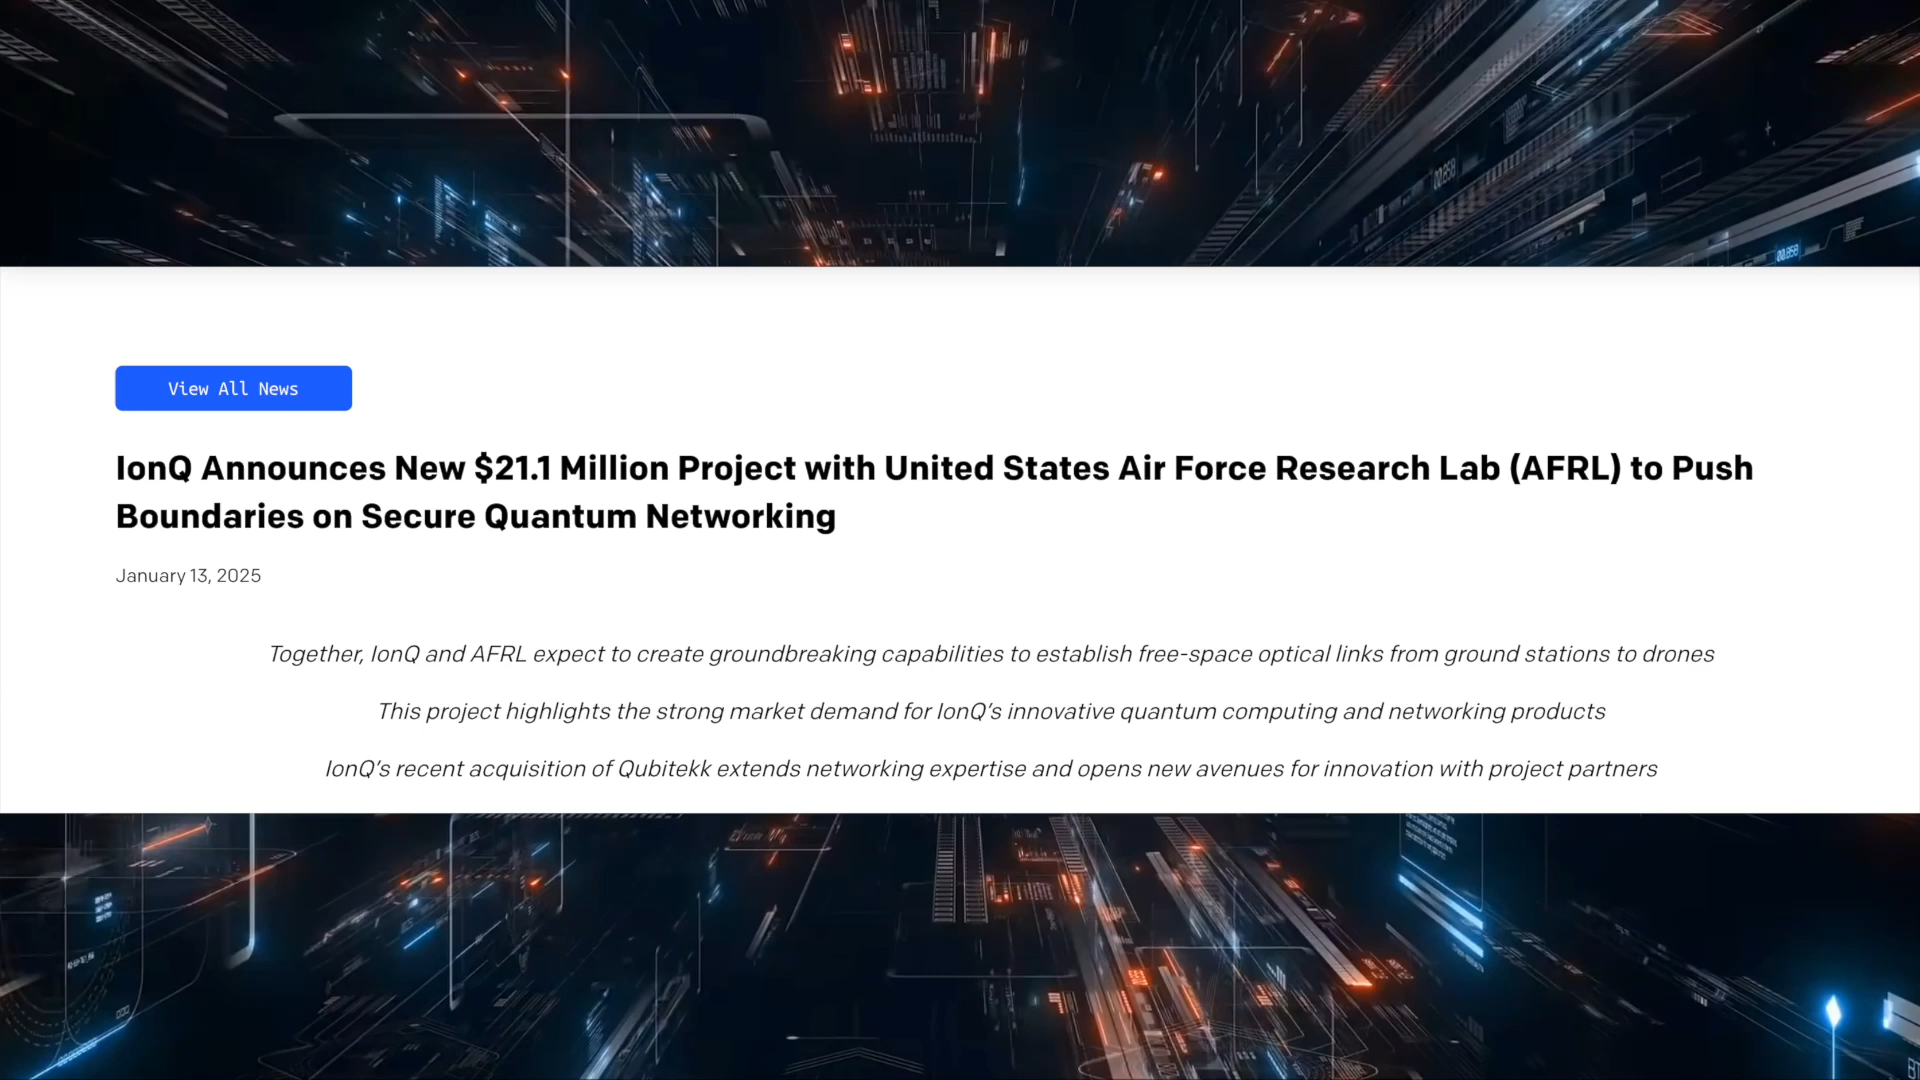 View All News
IonQ Announces New $21.1 Million Project with United States Air Force Research Lab (AFRL) to Push
Boundaries on Secure Quantum Networking
January 13, 2025
Together, IonQ and AFRL expect to create groundbreaking capabilities to establish free-space optical links from ground stations to drones
This project highlights the strong market demand for IonQ’s innovative quantum computing and networking products
IonQ’s recent acquisition of Qubitekk extends networking expertise and opens new avenues for innovation with project partners